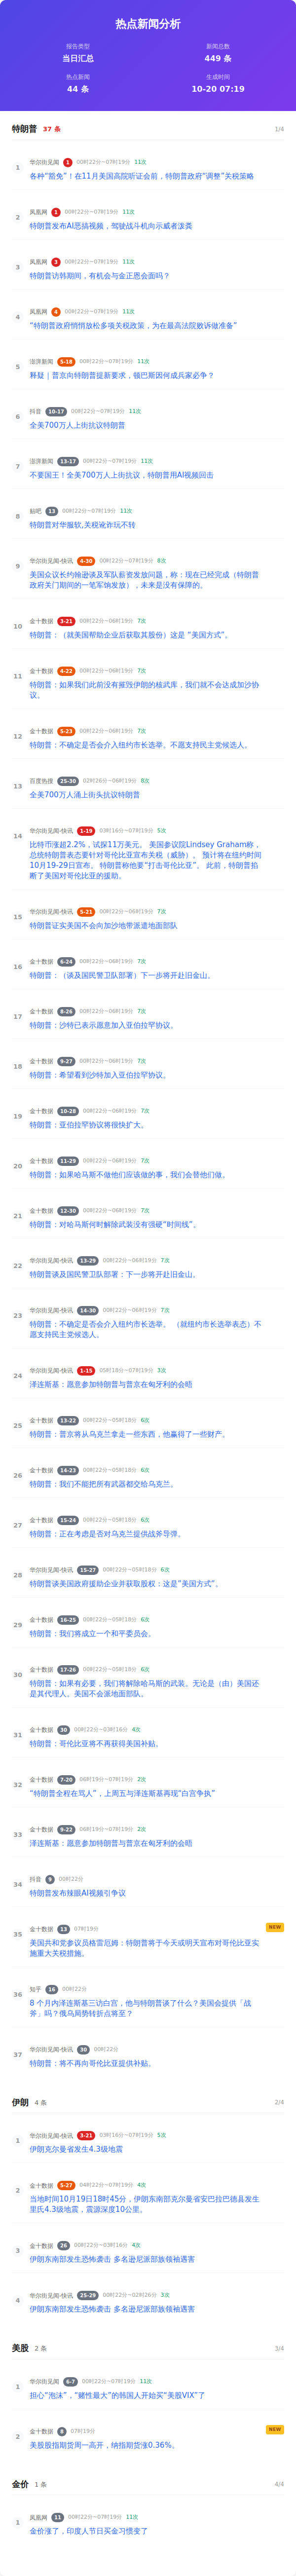 热点新闻分析
报告类型
新闻总数
当日汇总
449 条
热点新闻
生成时间
44 条
10-20 07:19
特朗普 37 条 1/4
1
华尔街见闻 1 00时22分~07时19分 11次
各种“豁免”！在11月美国高院听证会前，特朗普政府“调整”关税策略
2
凤凰网 1 00时22分~07时19分 11次
特朗普发布AI恶搞视频，驾驶战斗机向示威者泼粪
3
凤凰网 3 00时22分~07时19分 11次
特朗普访韩期间，有机会与金正恩会面吗？
4
凤凰网 4 00时22分~07时19分 11次
“特朗普政府悄悄放松多项关税政策，为在最高法院败诉做准备”
5
澎湃新闻 5-18 00时22分~07时19分 11次
释疑｜普京向特朗普提新要求，顿巴斯因何成兵家必争？
6
抖音 10-17 00时22分~07时19分 11次
全美700万人上街抗议特朗普
7
澎湃新闻 13-17 00时22分~07时19分 11次
不要国王！全美700万人上街抗议，特朗普用AI视频回击
8
贴吧 13 00时22分~07时19分 11次
特朗普对华服软,关税讹诈玩不转
9
华尔街见闻-快讯 4-30 00时22分~07时19分 8次
美国众议长约翰逊谈及军队薪资发放问题，称：现在已经完成（特朗普
政府关门期间的一笔军饷发放），未来是没有保障的。
10
金十数据 3-21 00时22分~06时19分 7次
特朗普：（就美国帮助企业后获取其股份）这是 “美国方式”。
11
金十数据 4-22 00时22分~06时19分 7次
特朗普：如果我们此前没有摧毁伊朗的核武库，我们就不会达成加沙协
议。
12
金十数据 5-23 00时22分~06时19分 7次
特朗普：不确定是否会介入纽约市长选举。不愿支持民主党候选人。
13
百度热搜 25-30 02时26分~06时19分 8次
全美700万人涌上街头抗议特朗普
14
华尔街见闻-快讯 1-19 03时16分~07时19分 5次
比特币涨超2.2%，试探11万美元。 美国参议院Lindsey Graham称，
总统特朗普表态要针对哥伦比亚宣布关税（威胁）。 预计将在纽约时间
10月19-29日宣布。 特朗普称他要“打击哥伦比亚”。 此前，特朗普掐
断了美国对哥伦比亚的援助。
15
华尔街见闻-快讯 5-21 00时22分~06时19分 7次
特朗普证实美国不会向加沙地带派遣地面部队
16
金十数据 6-24 00时22分~06时19分 7次
特朗普：（谈及国民警卫队部署）下一步将开赴旧金山。
17
金十数据 8-26 00时22分~06时19分 7次
特朗普：沙特已表示愿意加入亚伯拉罕协议。
18
金十数据 9-27 00时22分~06时19分 7次
特朗普：希望看到沙特加入亚伯拉罕协议。
19
金十数据 10-28 00时22分~06时19分 7次
特朗普：亚伯拉罕协议将很快扩大。
20
金十数据 11-29 00时22分~06时19分 7次
特朗普：如果哈马斯不做他们应该做的事，我们会替他们做。
21
金十数据 12-30 00时22分~06时19分 7次
特朗普：对哈马斯何时解除武装没有强硬“时间线”。
22
华尔街见闻-快讯 13-29 00时22分~06时19分 7次
特朗普谈及国民警卫队部署：下一步将开赴旧金山。
23
华尔街见闻-快讯 14-30 00时22分~06时19分 7次
特朗普：不确定是否会介入纽约市长选举。 （就纽约市长选举表态）不
愿支持民主党候选人。
24
华尔街见闻-快讯 1-15 05时18分~07时19分 3次
泽连斯基：愿意参加特朗普与普京在匈牙利的会晤
25
金十数据 13-22 00时22分~05时18分 6次
特朗普：普京将从乌克兰拿走一些东西，他赢得了一些财产。
26
金十数据 14-23 00时22分~05时18分 6次
特朗普：我们不能把所有武器都交给乌克兰。
27
金十数据 15-24 00时22分~05时18分 6次
特朗普：正在考虑是否对乌克兰提供战斧导弹。
28
华尔街见闻-快讯 15-27 00时22分~05时18分 6次
特朗普谈美国政府援助企业并获取股权：这是“美国方式”。
29
金十数据 16-25 00时22分~05时18分 6次
特朗普：我们将成立一个和平委员会。
30
金十数据 17-26 00时22分~05时18分 6次
特朗普：如果有必要，我们将解除哈马斯的武装。无论是（由）美国还
是其代理人。美国不会派地面部队。
31
金十数据 30 00时22分~03时16分 4次
特朗普：哥伦比亚将不再获得美国补贴。
32
金十数据 7-20 06时19分~07时19分 2次
“特朗普全程在骂人”，上周五与泽连斯基再现“白宫争执”
33
金十数据 9-22 06时19分~07时19分 2次
泽连斯基：愿意参加特朗普与普京在匈牙利的会晤
34
抖音 9 00时22分
特朗普发布辣眼AI视频引争议
35
金十数据 13 07时19分 NEW
美国共和党参议员格雷厄姆：特朗普将于今天或明天宣布对哥伦比亚实
施重大关税措施。
36
知乎 16 00时22分
8 个月内泽连斯基三访白宫，他与特朗普谈了什么？美国会提供「战
斧」吗？俄乌局势转折点将至？
37
华尔街见闻-快讯 30 00时22分
特朗普：将不再向哥伦比亚提供补贴。
伊朗 4 条 2/4
1
华尔街见闻-快讯 3-21 03时16分~07时19分 5次
伊朗克尔曼省发生4.3级地震
2
金十数据 5-27 04时22分~07时19分 4次
当地时间10月19日18时45分，伊朗东南部克尔曼省安巴拉巴德县发生
里氏4.3级地震，震源深度10公里。
3
金十数据 26 00时22分~03时16分 4次
伊朗东南部发生恐怖袭击 多名逊尼派部族领袖遇害
4
华尔街见闻-快讯 25-29 00时22分~02时26分 3次
伊朗东南部发生恐怖袭击 多名逊尼派部族领袖遇害
美股 2 条 3/4
1
华尔街见闻 6-7 00时22分~07时19分 11次
担心“泡沫”，“赌性最大”的韩国人开始买“美股VIX”了
2
金十数据 8 07时19分 NEW
美股股指期货周一高开，纳指期货涨0.36%。
金价 1 条 4/4
1
凤凰网 11 00时22分~07时19分 11次
金价涨了，印度人节日买金习惯变了